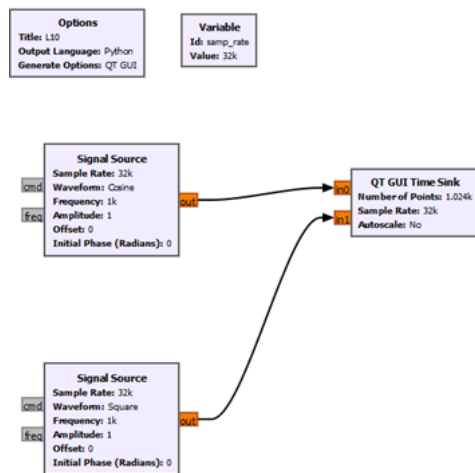 Options
Title: L10
Output Language: Python
Generate Options: QT GUI
Variable
Id: samp_rate
Value: 32k
Signal Source
Sample Rate: 32k
Waveform: Cosine
Frequency: 1k
Amplitude: 1
Offset: 0
Initial Phase (Radians): 0
cmd
freq
out
in0
in1
QT GUI Time Sink
Number of Points: 1.024k
Sample Rate: 32k
Autoscale: No
Signal Source
Sample Rate: 32k
Waveform: Square
Frequency: 1k
Amplitude: 1
Offset: 0
Initial Phase (Radians): 0
cmd
freq
out